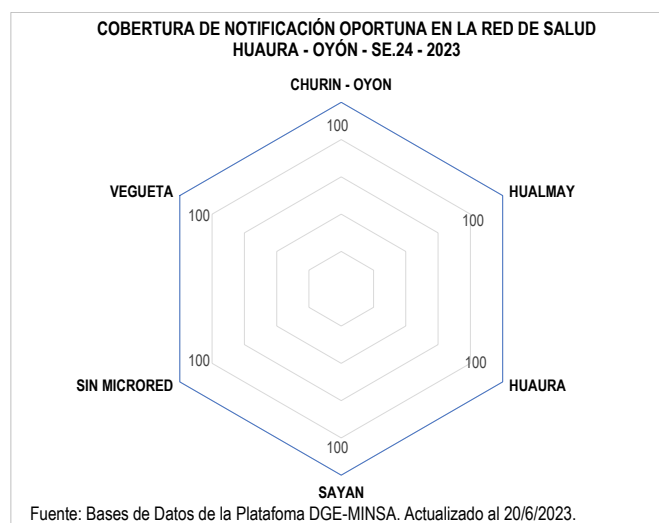 COBERTURA DE NOTIFICACIÓN OPORTUNA EN LA RED DE SALUD
HUAURA - OYÓN - SE.24 - 2023
CHURIN - OYON
100
VEGUETA
HUALMAY
100
100
100
100
SIN MICRORED
HUAURA
100
SAYAN
Fuente: Bases de Datos de la Platafoma DGE-MINSA. Actualizado al 20/6/2023.